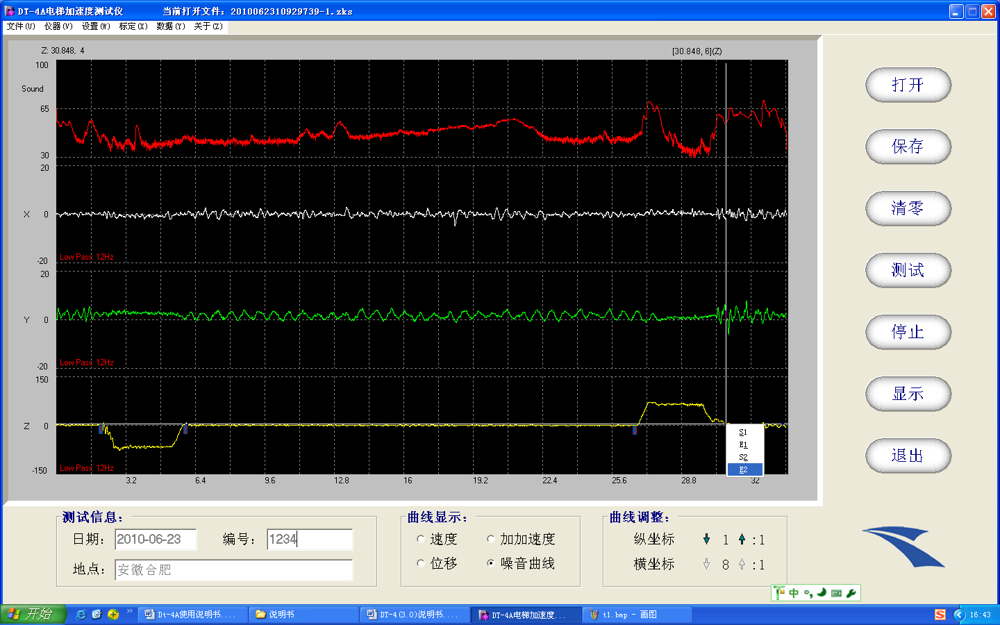 DT-4A电梯加速度测试仪 当前打开文件: 2010062310929739-1.zks
文件(U) 仪器(V) 设置(W) 标定(X) 数据(Y) 关于(Z)
Z: 30.848, 4 [30.848, 6](Z)
100
Sound
65
30
20
X 0
-20
Low Pass: 12Hz
20
Y 0
-20
Low Pass: 12Hz
150
Z 0
-150
Low Pass: 12Hz
S1
E1
S2
E2
3.2 6.4 9.6 12.8 16 19.2 22.4 25.6 28.8 32
打开
保存
清零
测试
停止
显示
退出
测试信息:
日期: 2010-06-23 编号: 1234
地点: 安徽合肥
曲线显示:
速度 加加速度
位移 噪音曲线
曲线调整:
纵坐标 1 :1
横坐标 8 :1
中
开始 Dt-4A使用说明书.... 说明书 DT-4(3.0)说明书.... DT-4A电梯加速度... t1.bmp - 画图 16:43